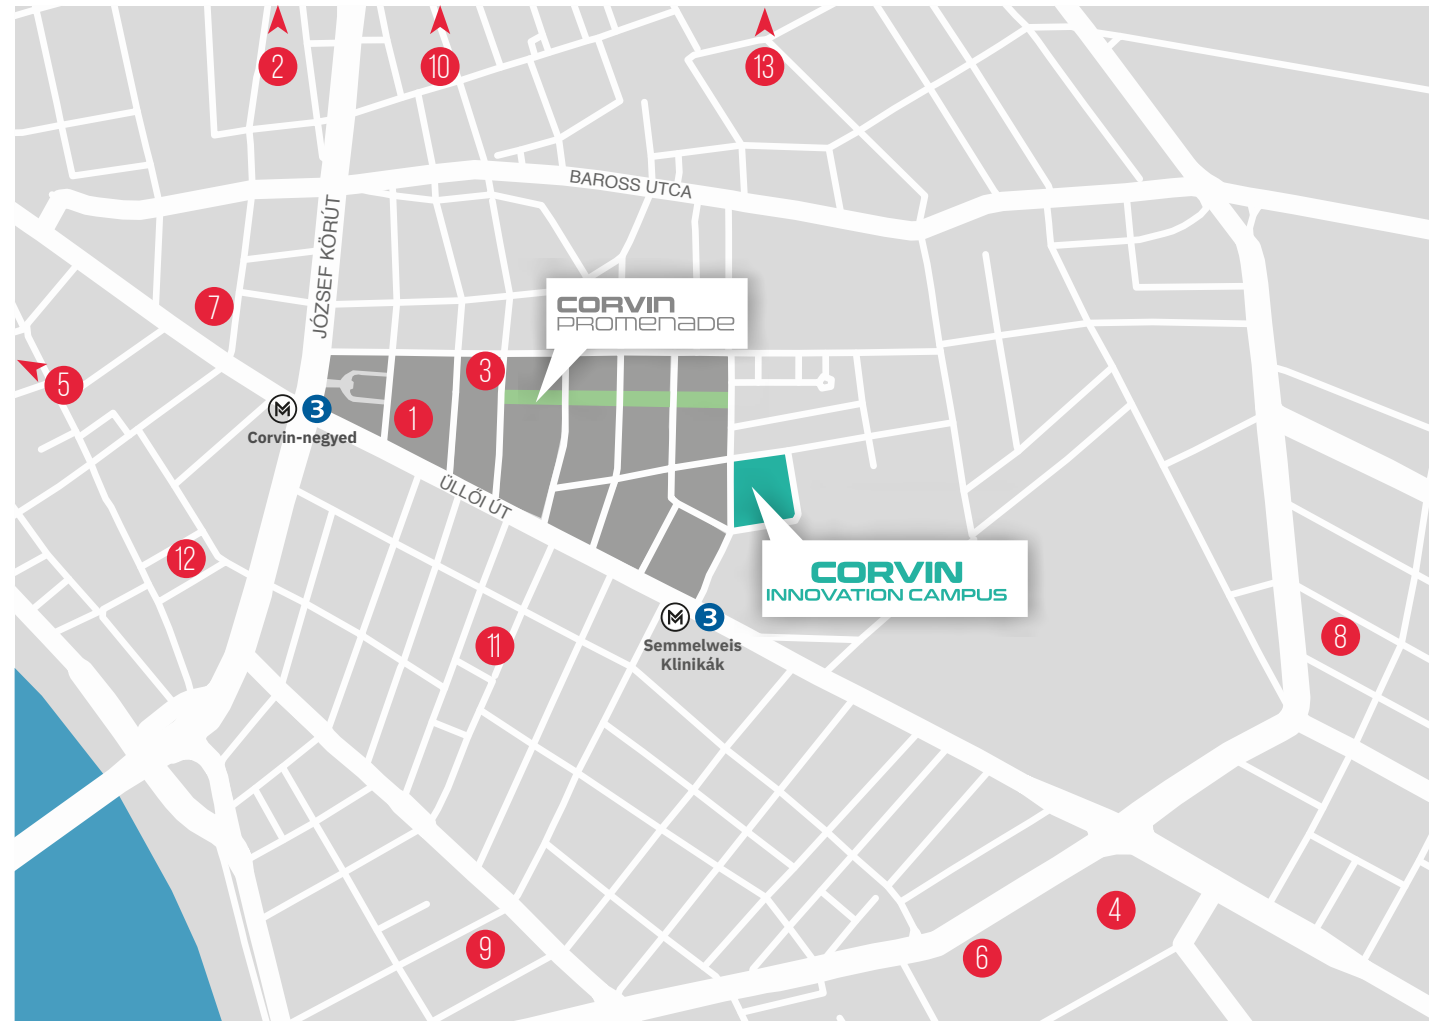 2
10
13
BAROSS UTCA
JÓZSEF KÖRÚT
7
CORVIN
PROMENADE
5
3
1
M 3
Corvin-negyed
ÜLLŐI ÚT
12
CORVIN
INNOVATION CAMPUS
M 3
Semmelweis
Klinikák
11
8
4
9
6